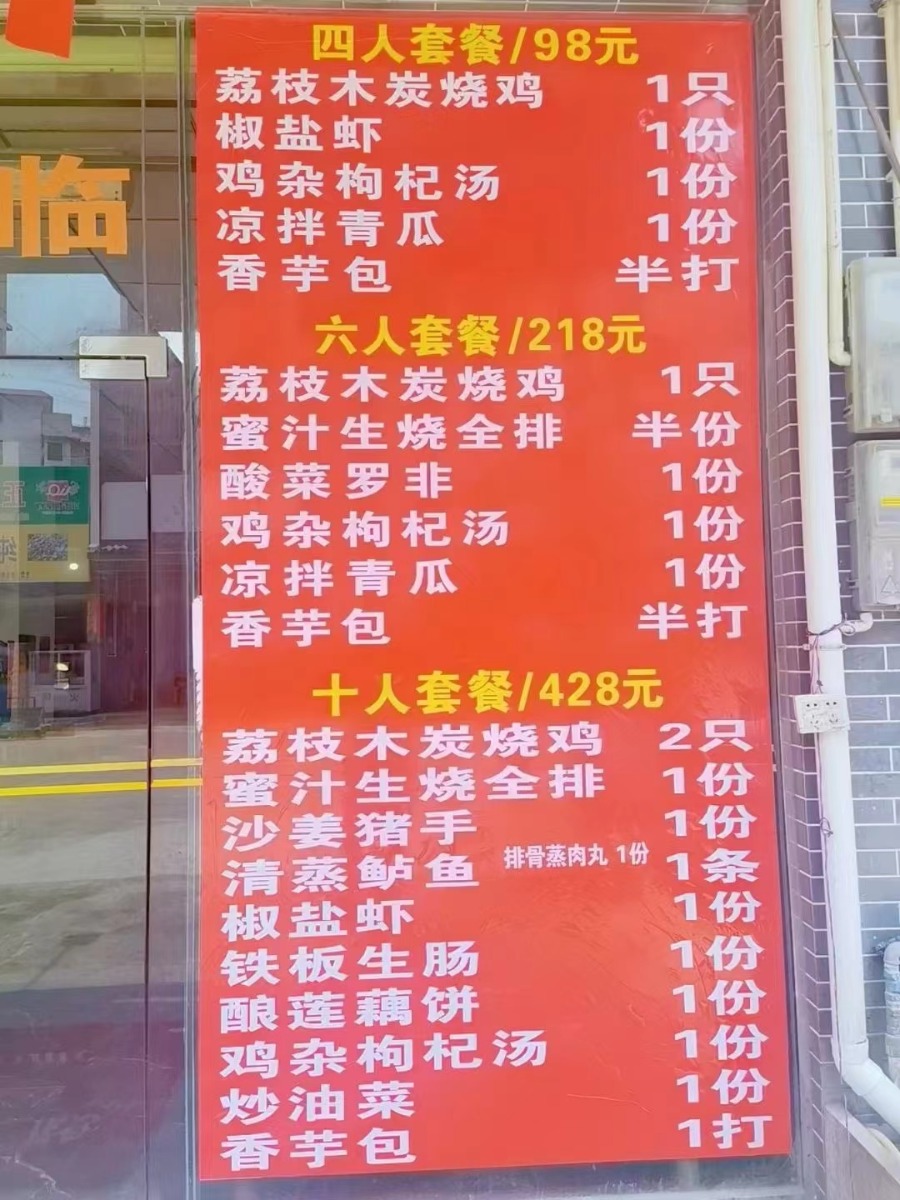 临
四人套餐/98元
荔枝木炭烧鸡 1只
椒盐虾 1份
鸡杂枸杞汤 1份
凉拌青瓜 1份
香芋包 半打
六人套餐/218元
荔枝木炭烧鸡 1只
蜜汁生烧全排 半份
酸菜罗非 1份
鸡杂枸杞汤 1份
凉拌青瓜 1份
香芋包 半打
十人套餐/428元
荔枝木炭烧鸡 2只
蜜汁生烧全排 1份
沙姜猪手 1份
排骨蒸肉丸 1份
清蒸鲈鱼 1条
椒盐虾 1份
铁板生肠 1份
酿莲藕饼 1份
鸡杂枸杞汤 1份
炒油菜 1份
香芋包 1打